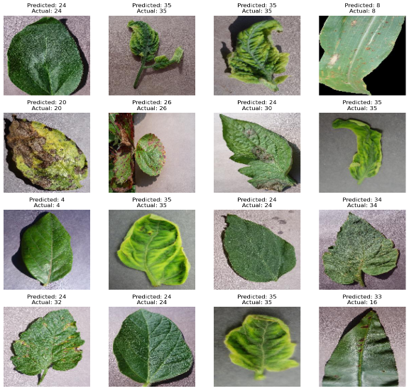 Predicted: 24
Actual: 24
Predicted: 35
Actual: 35
Predicted: 35
Actual: 35
Predicted: 8
Actual: 8
Predicted: 20
Actual: 20
Predicted: 26
Actual: 26
Predicted: 24
Actual: 30
Predicted: 35
Actual: 35
Predicted: 4
Actual: 4
Predicted: 35
Actual: 35
Predicted: 24
Actual: 24
Predicted: 34
Actual: 34
Predicted: 24
Actual: 32
Predicted: 24
Actual: 24
Predicted: 35
Actual: 35
Predicted: 33
Actual: 16